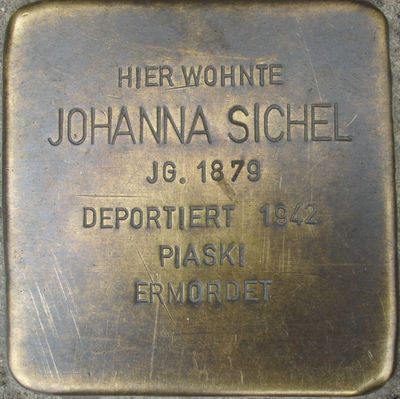 HIER WOHNTE
JOHANNA SICHEL
JG. 1879
DEPORTIERT 1942
PIASKI
ERMORDET